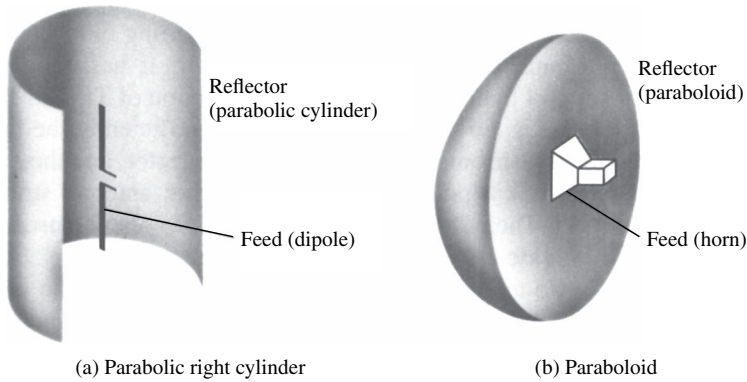 Reflector
(parabolic cylinder)
Feed (dipole)
(a) Parabolic right cylinder
Reflector
(paraboloid)
Feed (horn)
(b) Paraboloid